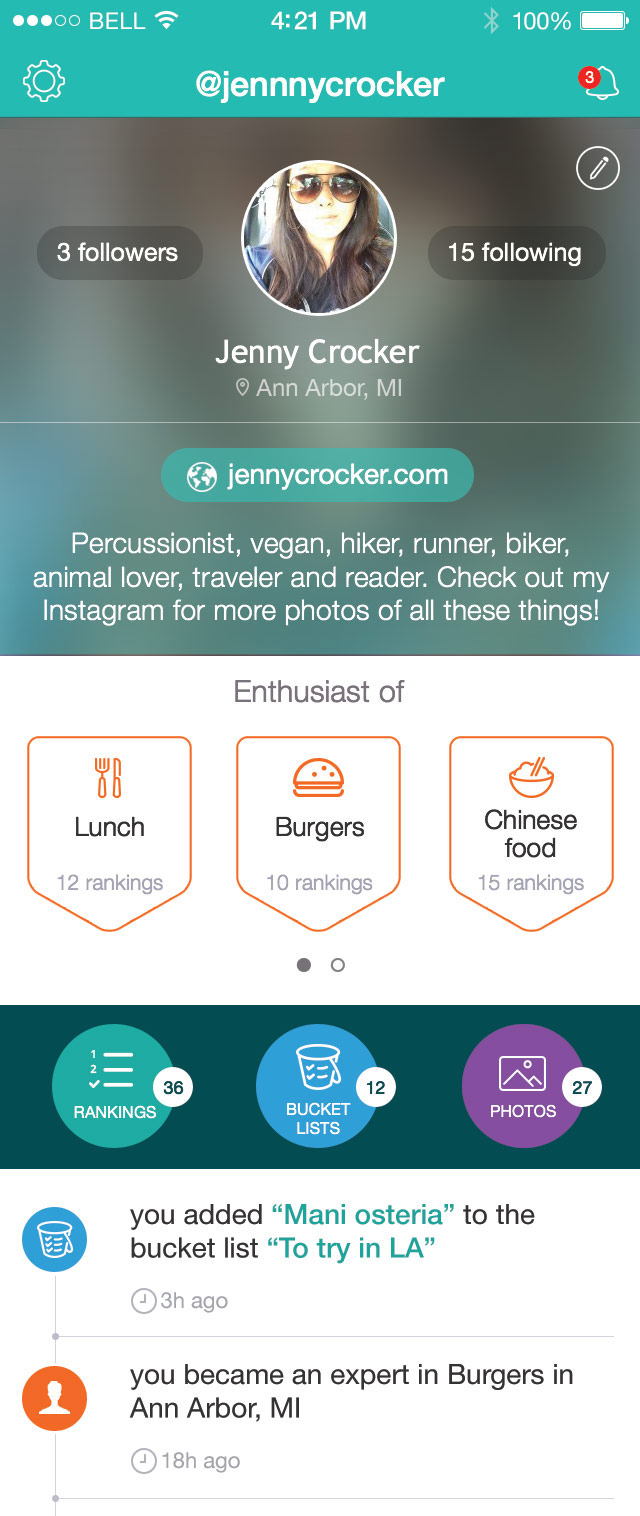 BELL 4:21 PM 100%
@jennnycrocker 3
3 followers 15 following
Jenny Crocker
Ann Arbor, MI
jennycrocker.com
Percussionist, vegan, hiker, runner, biker,
animal lover, traveler and reader. Check out my
Instagram for more photos of all these things!
Enthusiast of
Lunch
12 rankings
Burgers
10 rankings
Chinese
food
15 rankings
1
2
RANKINGS
36
BUCKET
LISTS
12
PHOTOS
27
you added “Mani osteria” to the
bucket list “To try in LA”
3h ago
you became an expert in Burgers in
Ann Arbor, MI
18h ago